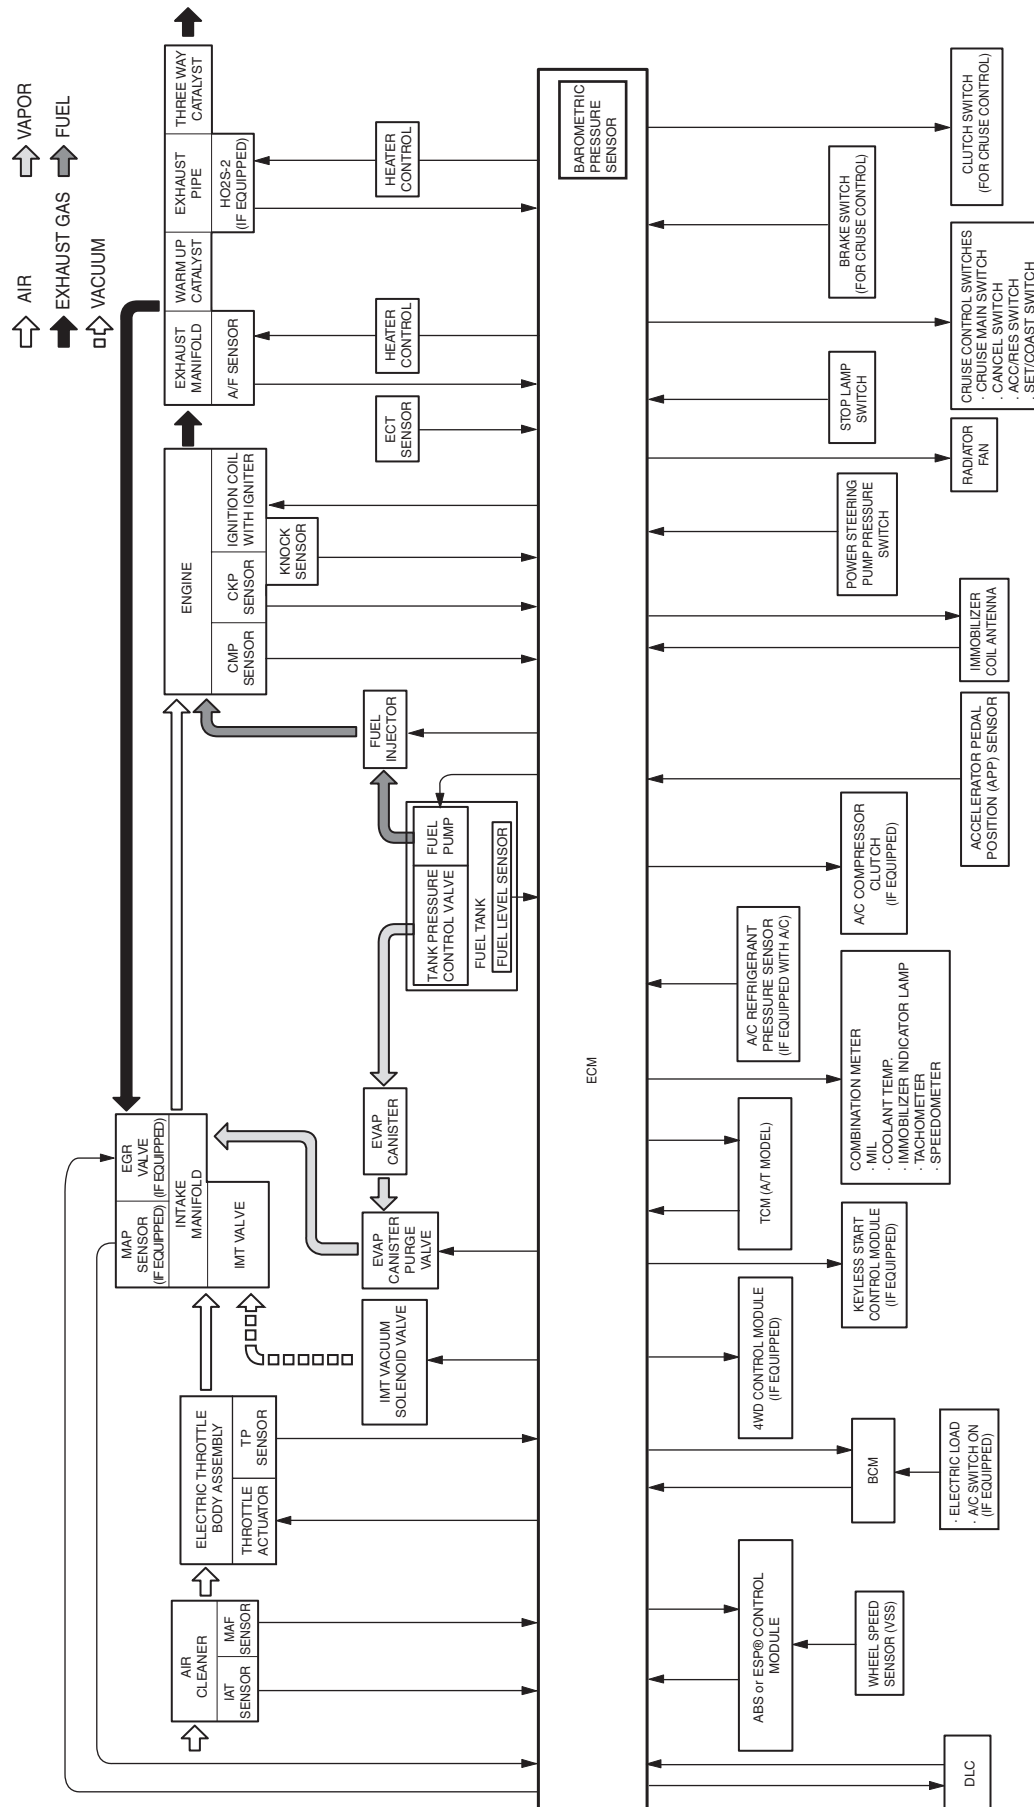 AIR
EXHAUST GAS
VACUUM
VAPOR
FUEL
AIR
CLEANER
IAT
SENSOR
MAF
SENSOR
ELECTRIC THROTTLE
BODY ASSEMBLY
THROTTLE
ACTUATOR
TP
SENSOR
MAP
SENSOR
(IF EQUIPPED)
EGR
VALVE
(IF EQUIPPED)
INTAKE
MANIFOLD
IMT VALVE
ENGINE
CMP
SENSOR
CKP
SENSOR
IGNITION COIL
WITH IGNITER
KNOCK
SENSOR
EXHAUST
MANIFOLD
WARM UP
CATALYST
EXHAUST
PIPE
THREE WAY
CATALYST
A/F SENSOR
HO2S-2
(IF EQUIPPED)
IMT VACUUM
SOLENOID VALVE
EVAP
CANISTER
PURGE
VALVE
EVAP
CANISTER
TANK PRESSURE
CONTROL VALVE
FUEL
PUMP
FUEL TANK
FUEL LEVEL SENSOR
FUEL
INJECTOR
ECT
SENSOR
HEATER
CONTROL
HEATER
CONTROL
ECM
BAROMETRIC
PRESSURE
SENSOR
DLC
ABS or ESP® CONTROL
MODULE
WHEEL SPEED
SENSOR (VSS)
BCM
· ELECTRIC LOAD
· A/C SWITCH ON
(IF EQUIPPED)
4WD CONTROL MODULE
(IF EQUIPPED)
KEYLESS START
CONTROL MODULE
(IF EQUIPPED)
TCM (A/T MODEL)
COMBINATION METER
· MIL
· COOLANT TEMP.
· IMMOBILIZER INDICATOR LAMP
· TACHOMETER
· SPEEDOMETER
A/C REFRIGERANT
PRESSURE SENSOR
(IF EQUIPPED WITH A/C)
A/C COMPRESSOR
CLUTCH
(IF EQUIPPED)
ACCELERATOR PEDAL
POSITION (APP) SENSOR
IMMOBILIZER
COIL ANTENNA
POWER STEERING
PUMP PRESSURE
SWITCH
RADIATOR
FAN
STOP LAMP
SWITCH
CRUISE CONTROL SWITCHES
· CRUISE MAIN SWITCH
· CANCEL SWITCH
· ACC/RES SWITCH
· SET/COAST SWITCH
BRAKE SWITCH
(FOR CRUSE CONTROL)
CLUTCH SWITCH
(FOR CRUSE CONTROL)